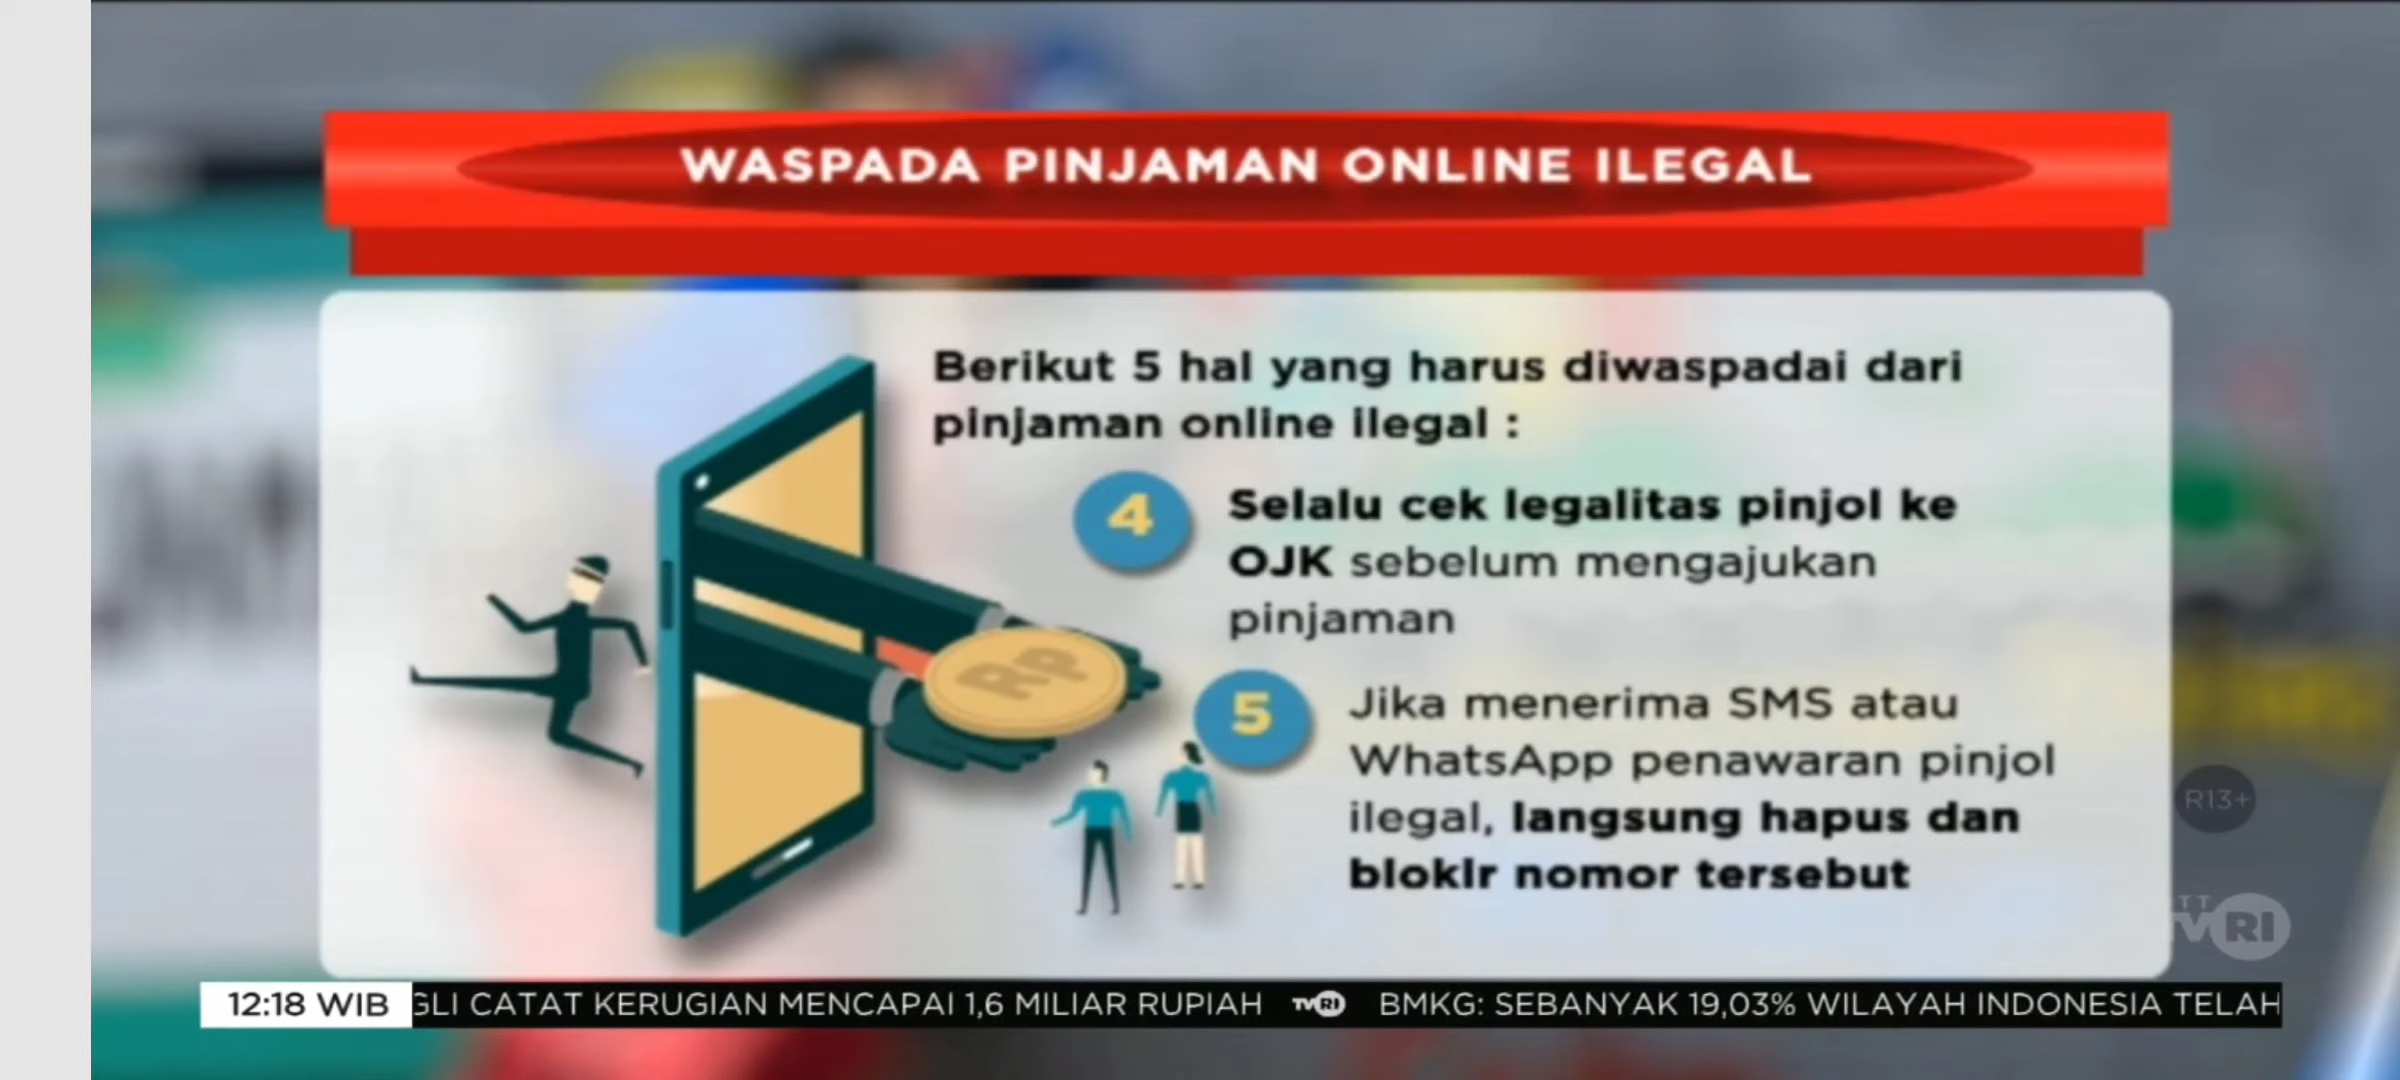 WASPADA PINJAMAN ONLINE ILEGAL
Berikut 5 hal yang harus diwaspadai dari
pinjaman online ilegal :
4
Selalu cek legalitas pinjol ke
OJK sebelum mengajukan
pinjaman
Rp
5
Jika menerima SMS atau
WhatsApp penawaran pinjol
ilegal, langsung hapus dan
blokir nomor tersebut
R13+
TVRI
12:18 WIB GLI CATAT KERUGIAN MENCAPAI 1,6 MILIAR RUPIAH TVRI BMKG: SEBANYAK 19,03% WILAYAH INDONESIA TELAH